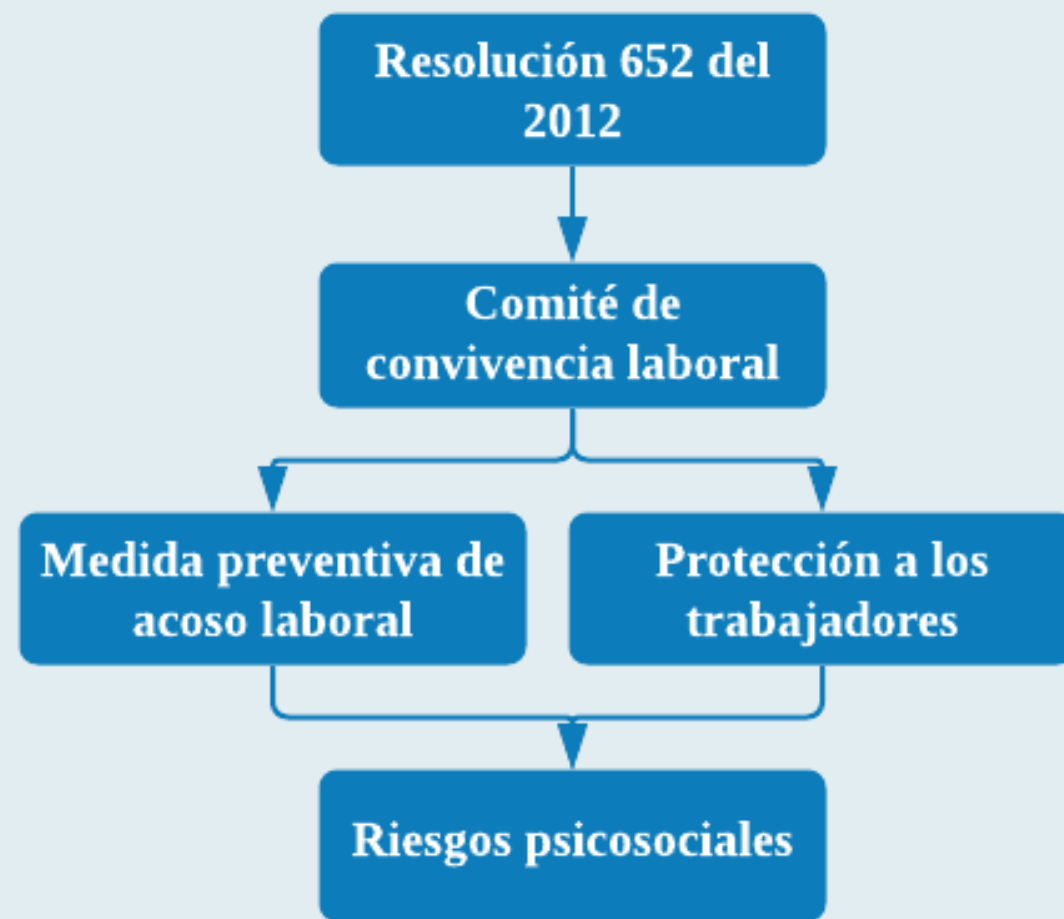 Resolución 652 del
2012
Comité de
convivencia laboral
Medida preventiva de
acoso laboral
Protección a los
trabajadores
Riesgos psicosociales